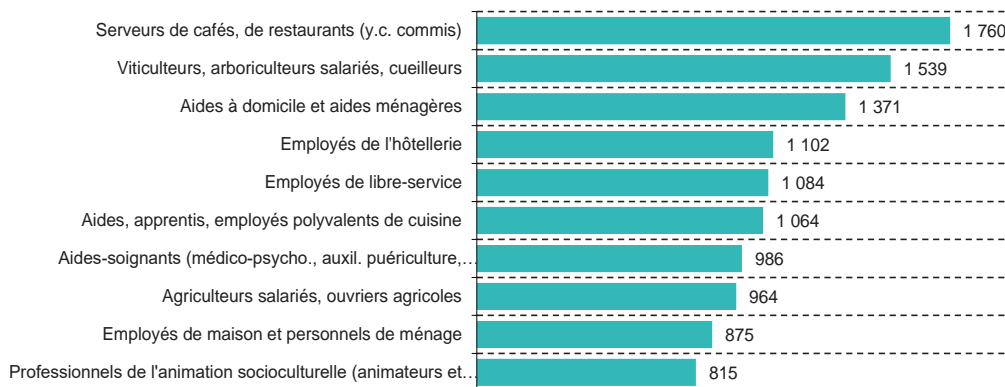 Serveurs de cafés, de restaurants (y.c. commis) 1 760
Viticulteurs, arboriculteurs salariés, cueilleurs 1 539
Aides à domicile et aides ménagères 1 371
Employés de l'hôtellerie 1 102
Employés de libre-service 1 084
Aides, apprentis, employés polyvalents de cuisine 1 064
Aides-soignants (médico-psycho., auxil. puériculture,… 986
Agriculteurs salariés, ouvriers agricoles 964
Employés de maison et personnels de ménage 875
Professionnels de l'animation socioculturelle (animateurs et… 815